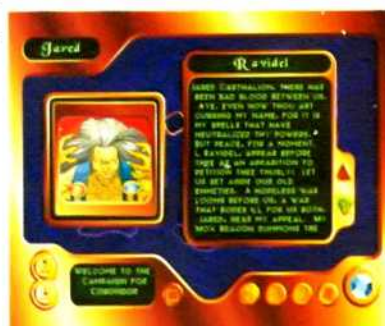 Jared
Ravidel
JARED CARTHALION, THERE HAS
BEEN BAD BLOOD BETWEEN US.
AYE, EVEN NOW THOU ART
CURSING MY NAME, FOR IT IS
MY SPELLS THAT HAVE
NEUTRALIZED THY POWERS.
BUT PEACE, FOR A MOMENT.
I, RAVIDEL, APPEAR BEFORE
THEE AS AN APPARITION TO
PETITION THEE THUSLY: LET
US SET ASIDE OUR OLD
ENMITIES. A WAR
LOOMS BEFORE US, A WAR
THAT BODES ILL FOR US BOTH.
JARED, HEAR MY APPEAL. MY
MOX BEACON SUMMONS THE
WELCOME TO THE
CAMPAIGN FOR
CORONDOR